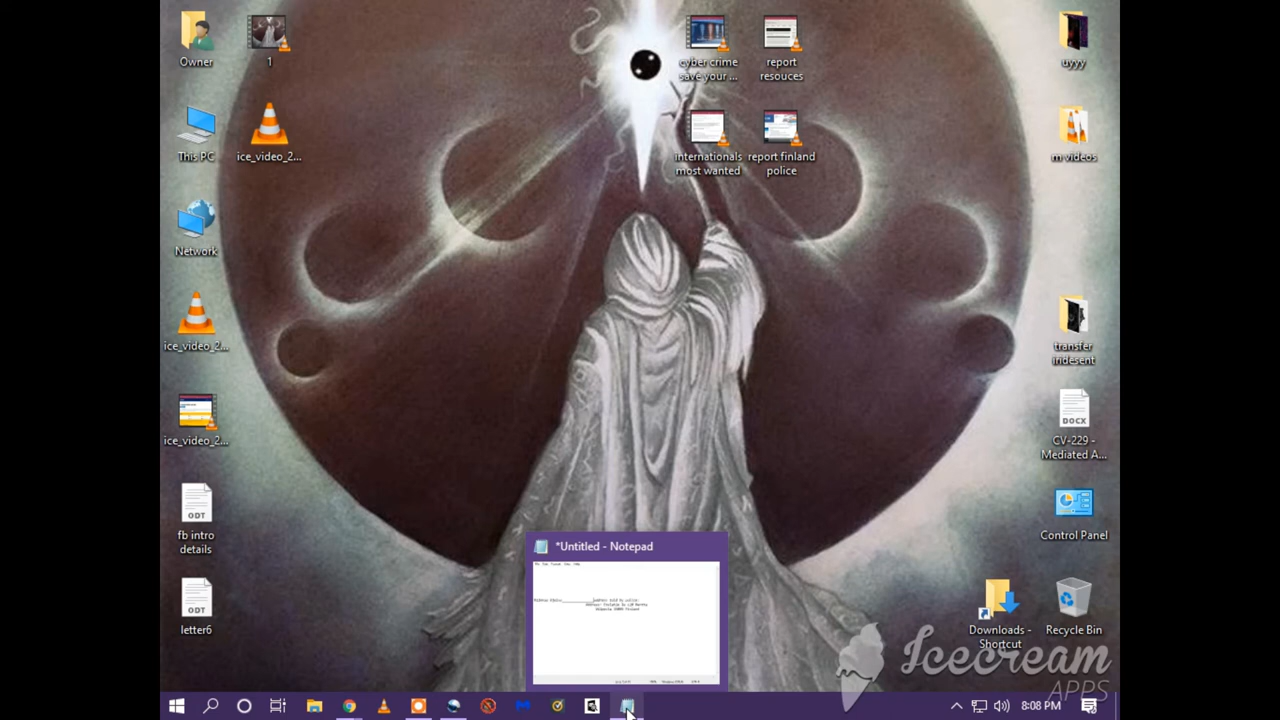 Owner
1
cyber crime
save your ...
report
resouces
uyyy
This PC
ice_video_2...
internationals
most wanted
report finland
police
m videos
Network
ice_video_2...
transfer
iridesent
ice_video_2...
CV-229 -
Mediated A...
DOCX
ODT
fb intro
details
Control Panel
*Untitled - Notepad
ODT
letter6
Downloads -
Shortcut
Recycle Bin
Icecream
APPS
8:08 PM